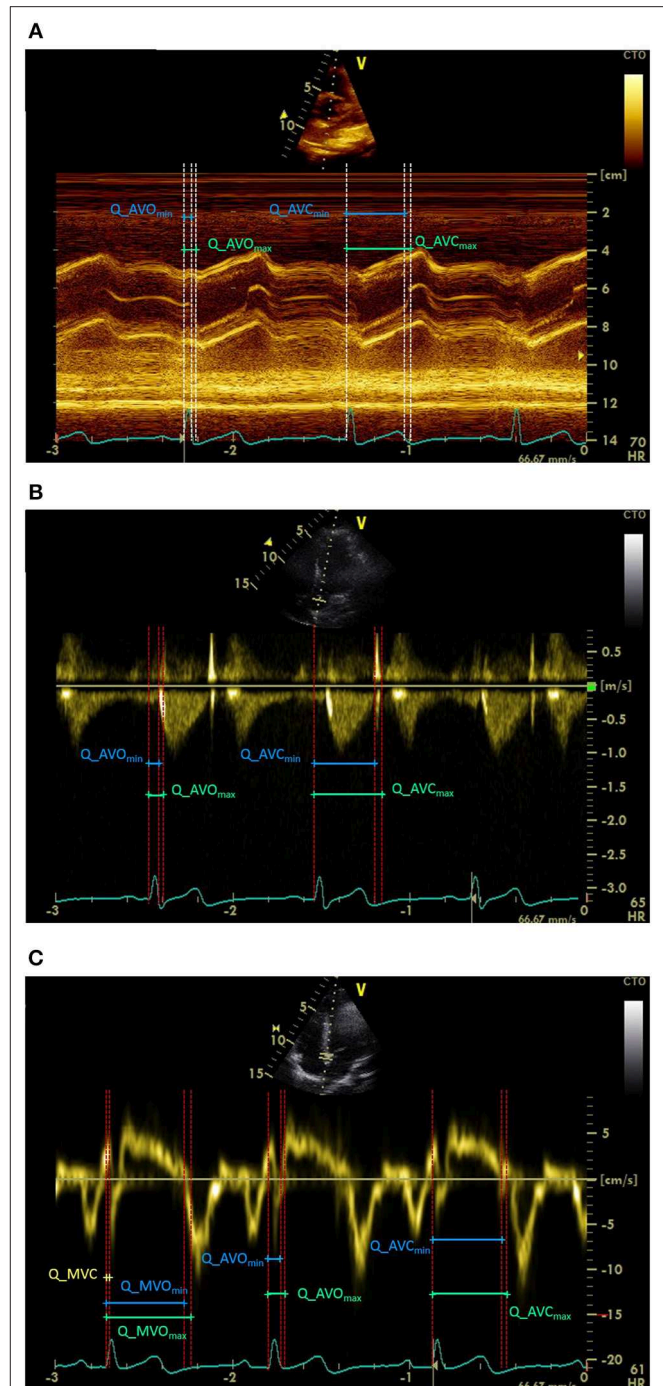 A
CTO
V
5
10
[cm]
Q_AVOmin
Q_AVCmin
2
Q_AVOmax
Q_AVCmax
4
6
8
10
12
14
-3
-2
-1
0
70
HR
66.67 mm/s
B
CTO
V
5
10
15
0.5
[m/s]
-0.5
Q_AVOmin
Q_AVCmin
-1.0
Q_AVOmax
Q_AVCmax
-1.5
-2.0
-2.5
-3.0
-3
-2
-1
0
65
HR
66.67 mm/s
C
CTO
V
5
10
15
5
[cm/s]
-5
Q_AVOmin
Q_AVCmin
Q_MVC
-10
Q_MVOmin
Q_AVOmax
Q_AVCmax
Q_MVOmax
-15
-20
-3
-2
-1
0
61
HR
66.67 mm/s